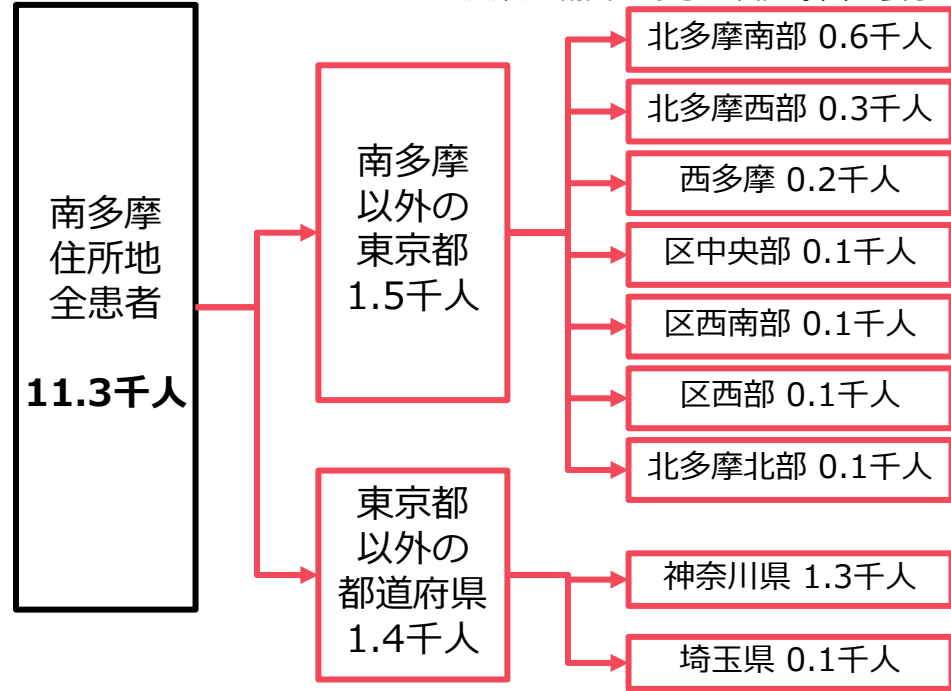 南多摩
住所地
全患者
11.3千人
南多摩
以外の
東京都
1.5千人
北多摩南部 0.6千人
北多摩西部 0.3千人
西多摩 0.2千人
区中央部 0.1千人
区西南部 0.1千人
区西部 0.1千人
北多摩北部 0.1千人
東京都
以外の
都道府県
1.4千人
神奈川県 1.3千人
埼玉県 0.1千人